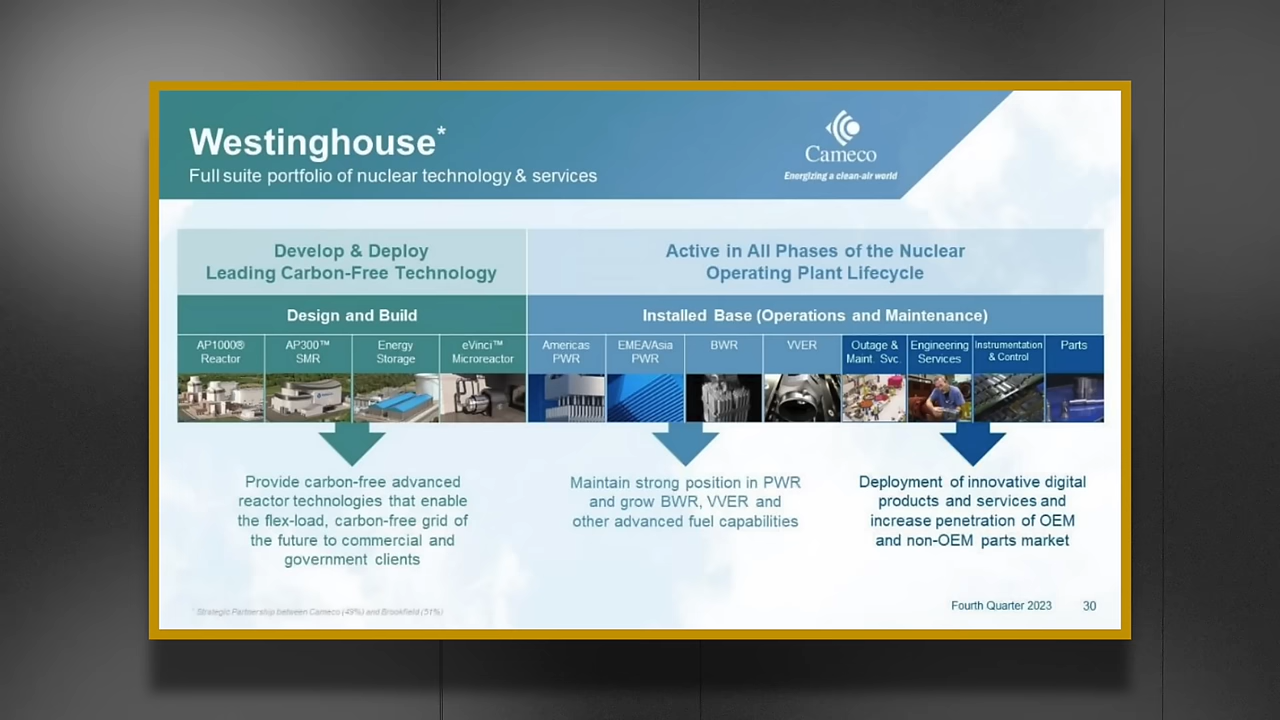 Westinghouse*
Full suite portfolio of nuclear technology & services
Cameco
Energizing a clean-air world
Develop & Deploy
Leading Carbon-Free Technology
Active in All Phases of the Nuclear
Operating Plant Lifecycle
Design and Build
Installed Base (Operations and Maintenance)
AP1000®
Reactor
AP300™
SMR
Energy
Storage
eVinci™
Microreactor
Americas
PWR
EMEA/Asia
PWR
BWR
VVER
Outage &
Maint. Svc.
Engineering
Services
Instrumentation
& Control
Parts
Provide carbon-free advanced
reactor technologies that enable
the flex-load, carbon-free grid of
the future to commercial and
government clients
Maintain strong position in PWR
and grow BWR, VVER and
other advanced fuel capabilities
Deployment of innovative digital
products and services and
increase penetration of OEM
and non-OEM parts market
* Strategic Partnership between Cameco (49%) and Brookfield (51%)
Fourth Quarter 2023 30